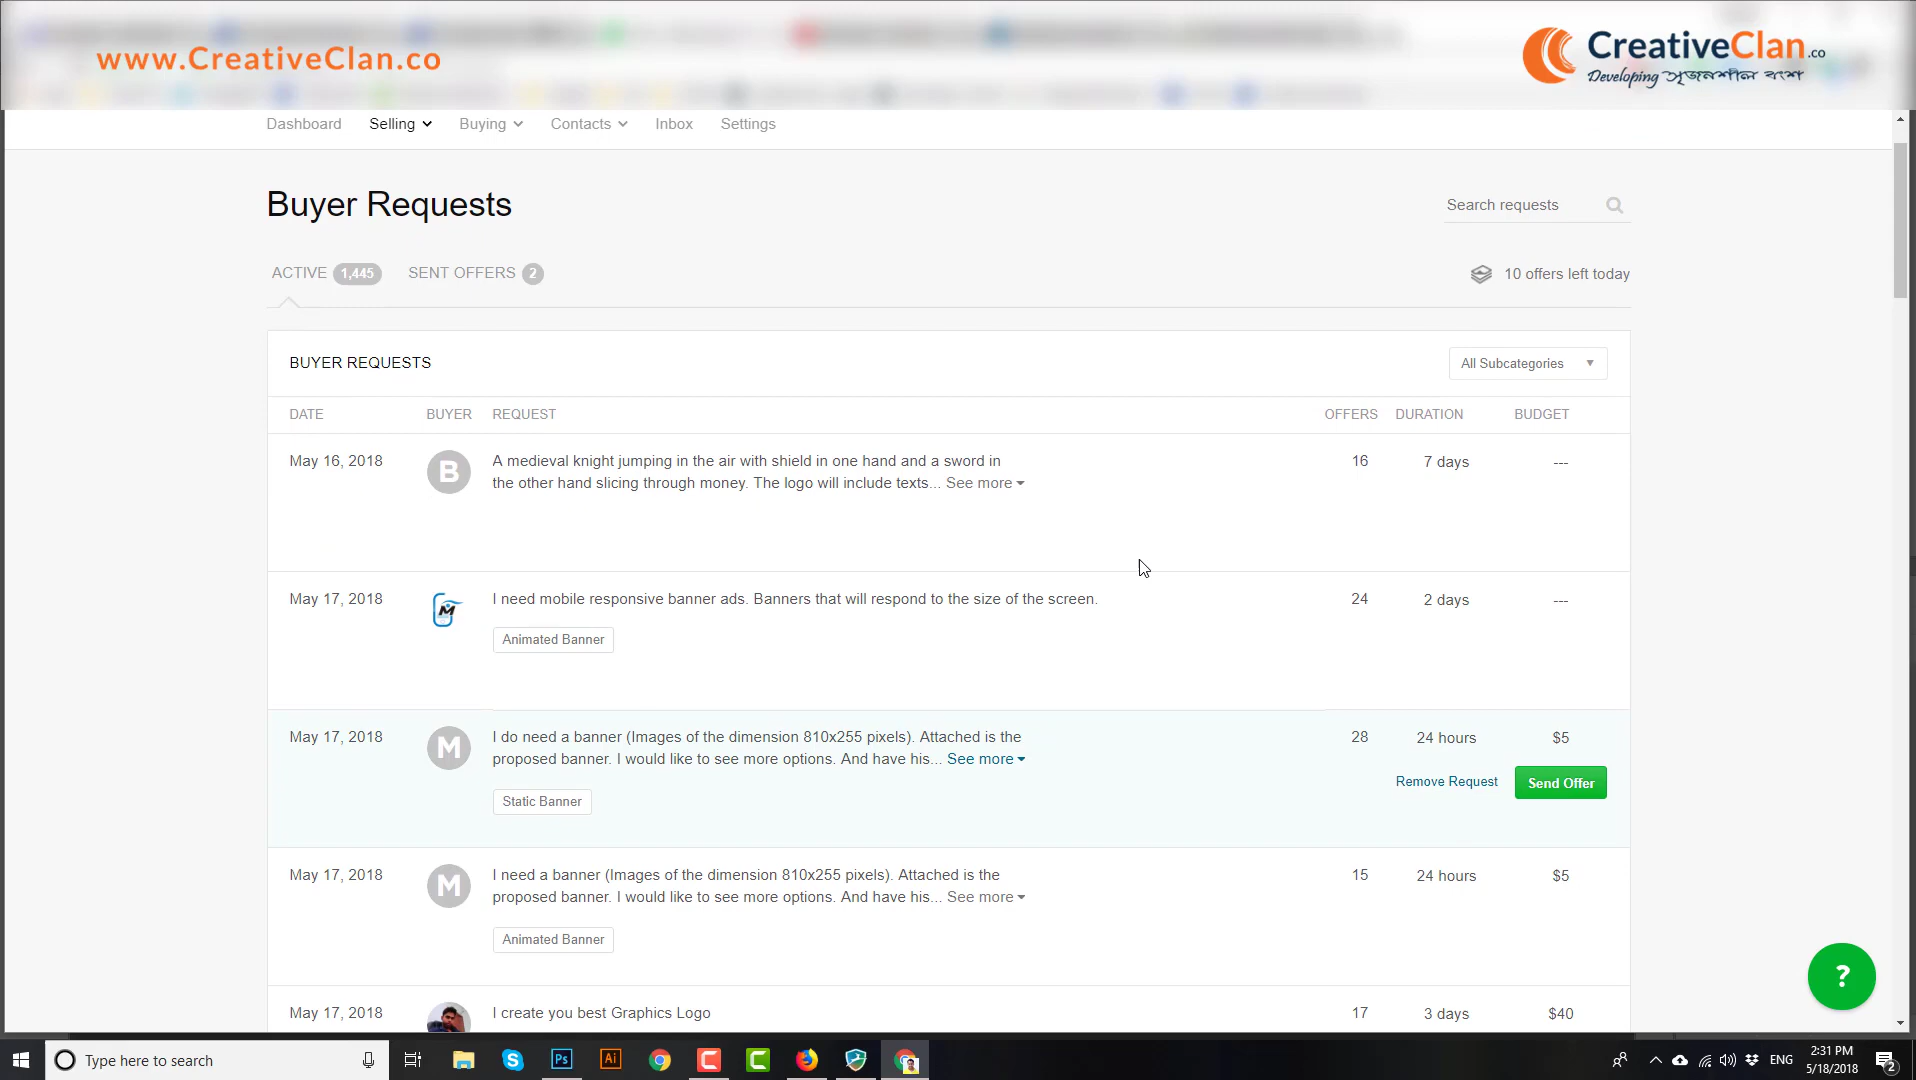 www.CreativeClan.co
CreativeClan.co
Developing সৃজনশীল বংশ
Dashboard Selling Buying Contacts Inbox Settings
Buyer Requests
Search requests
ACTIVE 1,445 SENT OFFERS 2
10 offers left today
BUYER REQUESTS
All Subcategories
DATE BUYER REQUEST OFFERS DURATION BUDGET
May 16, 2018 B A medieval knight jumping in the air with shield in one hand and a sword in 16 7 days ---
the other hand slicing through money. The logo will include texts... See more
May 17, 2018 M I need mobile responsive banner ads. Banners that will respond to the size of the screen. 24 2 days ---
Animated Banner
May 17, 2018 M I do need a banner (Images of the dimension 810x255 pixels). Attached is the 28 24 hours $5
proposed banner. I would like to see more options. And have his... See more
Remove Request Send Offer
Static Banner
May 17, 2018 M I need a banner (Images of the dimension 810x255 pixels). Attached is the 15 24 hours $5
proposed banner. I would like to see more options. And have his... See more
Animated Banner
?
May 17, 2018 I create you best Graphics Logo 17 3 days $40
Type here to search
Ps
Ai
ENG
2:31 PM
5/18/2018
2